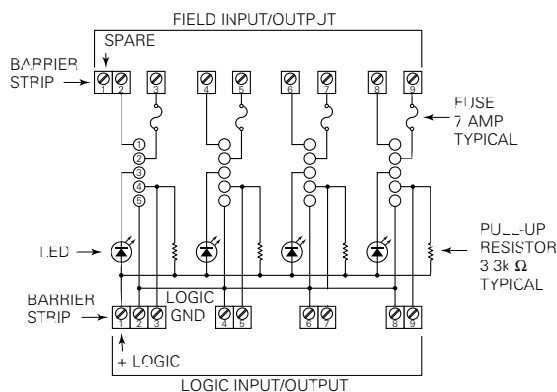 FIELD INPUT/OUTPUT
SPARE
BARRIER
STRIP
1 2 3 4 5 6 7 8 9
FUSE
7 AMP
TYPICAL
1
2
3
4
5
LED
PULL-UP
RESISTOR
3.3k Ω
TYPICAL
BARRIER
STRIP
LOGIC
GND
1 2 3 4 5 6 7 8 9
+ LOGIC
LOGIC INPUT/OUTPUT